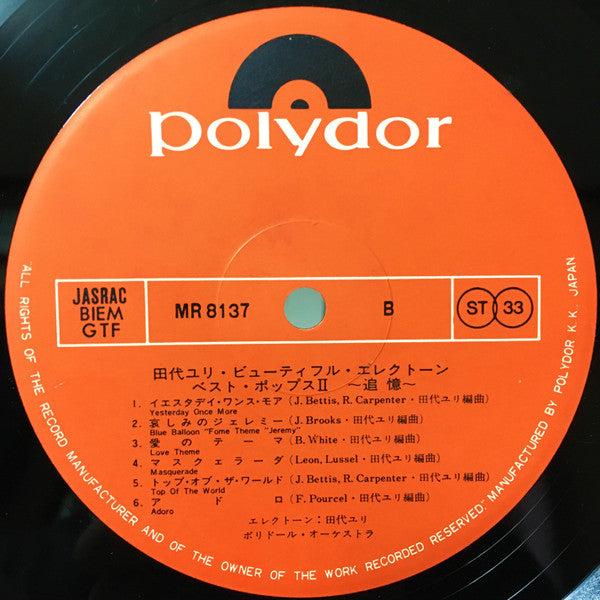 polydor
JASRAC
BIEM
GTF
MR 8137
B
ST 33
田代ユリ・ビューティフル・エレクトーン
ベスト・ポップスII 〜追憶〜
1. イエスタデイ・ワンス・モア (J. Bettis, R. Carpenter・田代ユリ編曲)
Yesterday Once More
2. 哀しみのジェレミー (J. Brooks・田代ユリ編曲)
Blue Balloon "Fome Theme "Jeremy"
3. 愛のテーマ (B. White・田代ユリ編曲)
Love Theme
4. マスクェラーダ (Leon, Lussel・田代ユリ編曲)
Masquerade
5. トップ・オブ・ザ・ワールド (J. Bettis, R. Carpenter・田代ユリ編曲)
Top Of The World
6. アドロ (F. Pourcel・田代ユリ編曲)
Adoro
エレクトーン：田代ユリ
ポリドール・オーケストラ
"ALL RIGHTS OF THE RECORD MANUFACTURER AND OF THE OWNER OF THE WORK RECORDED RESERVED." MANUFACTURED BY POLYDOR K.K. JAPAN